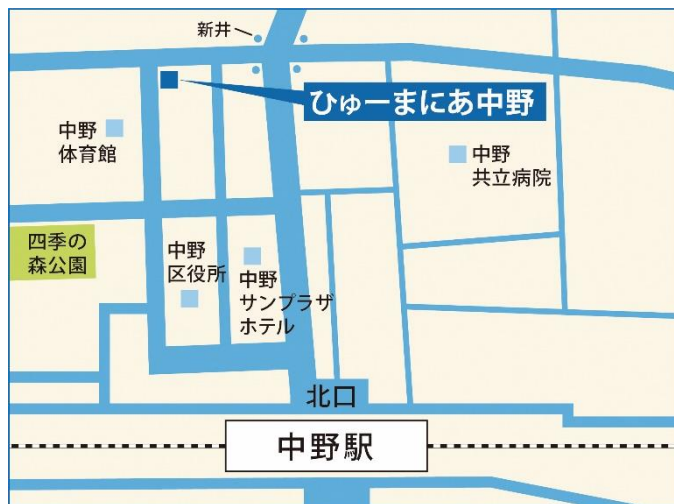 新井
ひゅーまにあ中野
中野
体育館
中野
共立病院
四季の
森公園
中野
区役所
中野
サンプラザ
ホテル
北口
中野駅